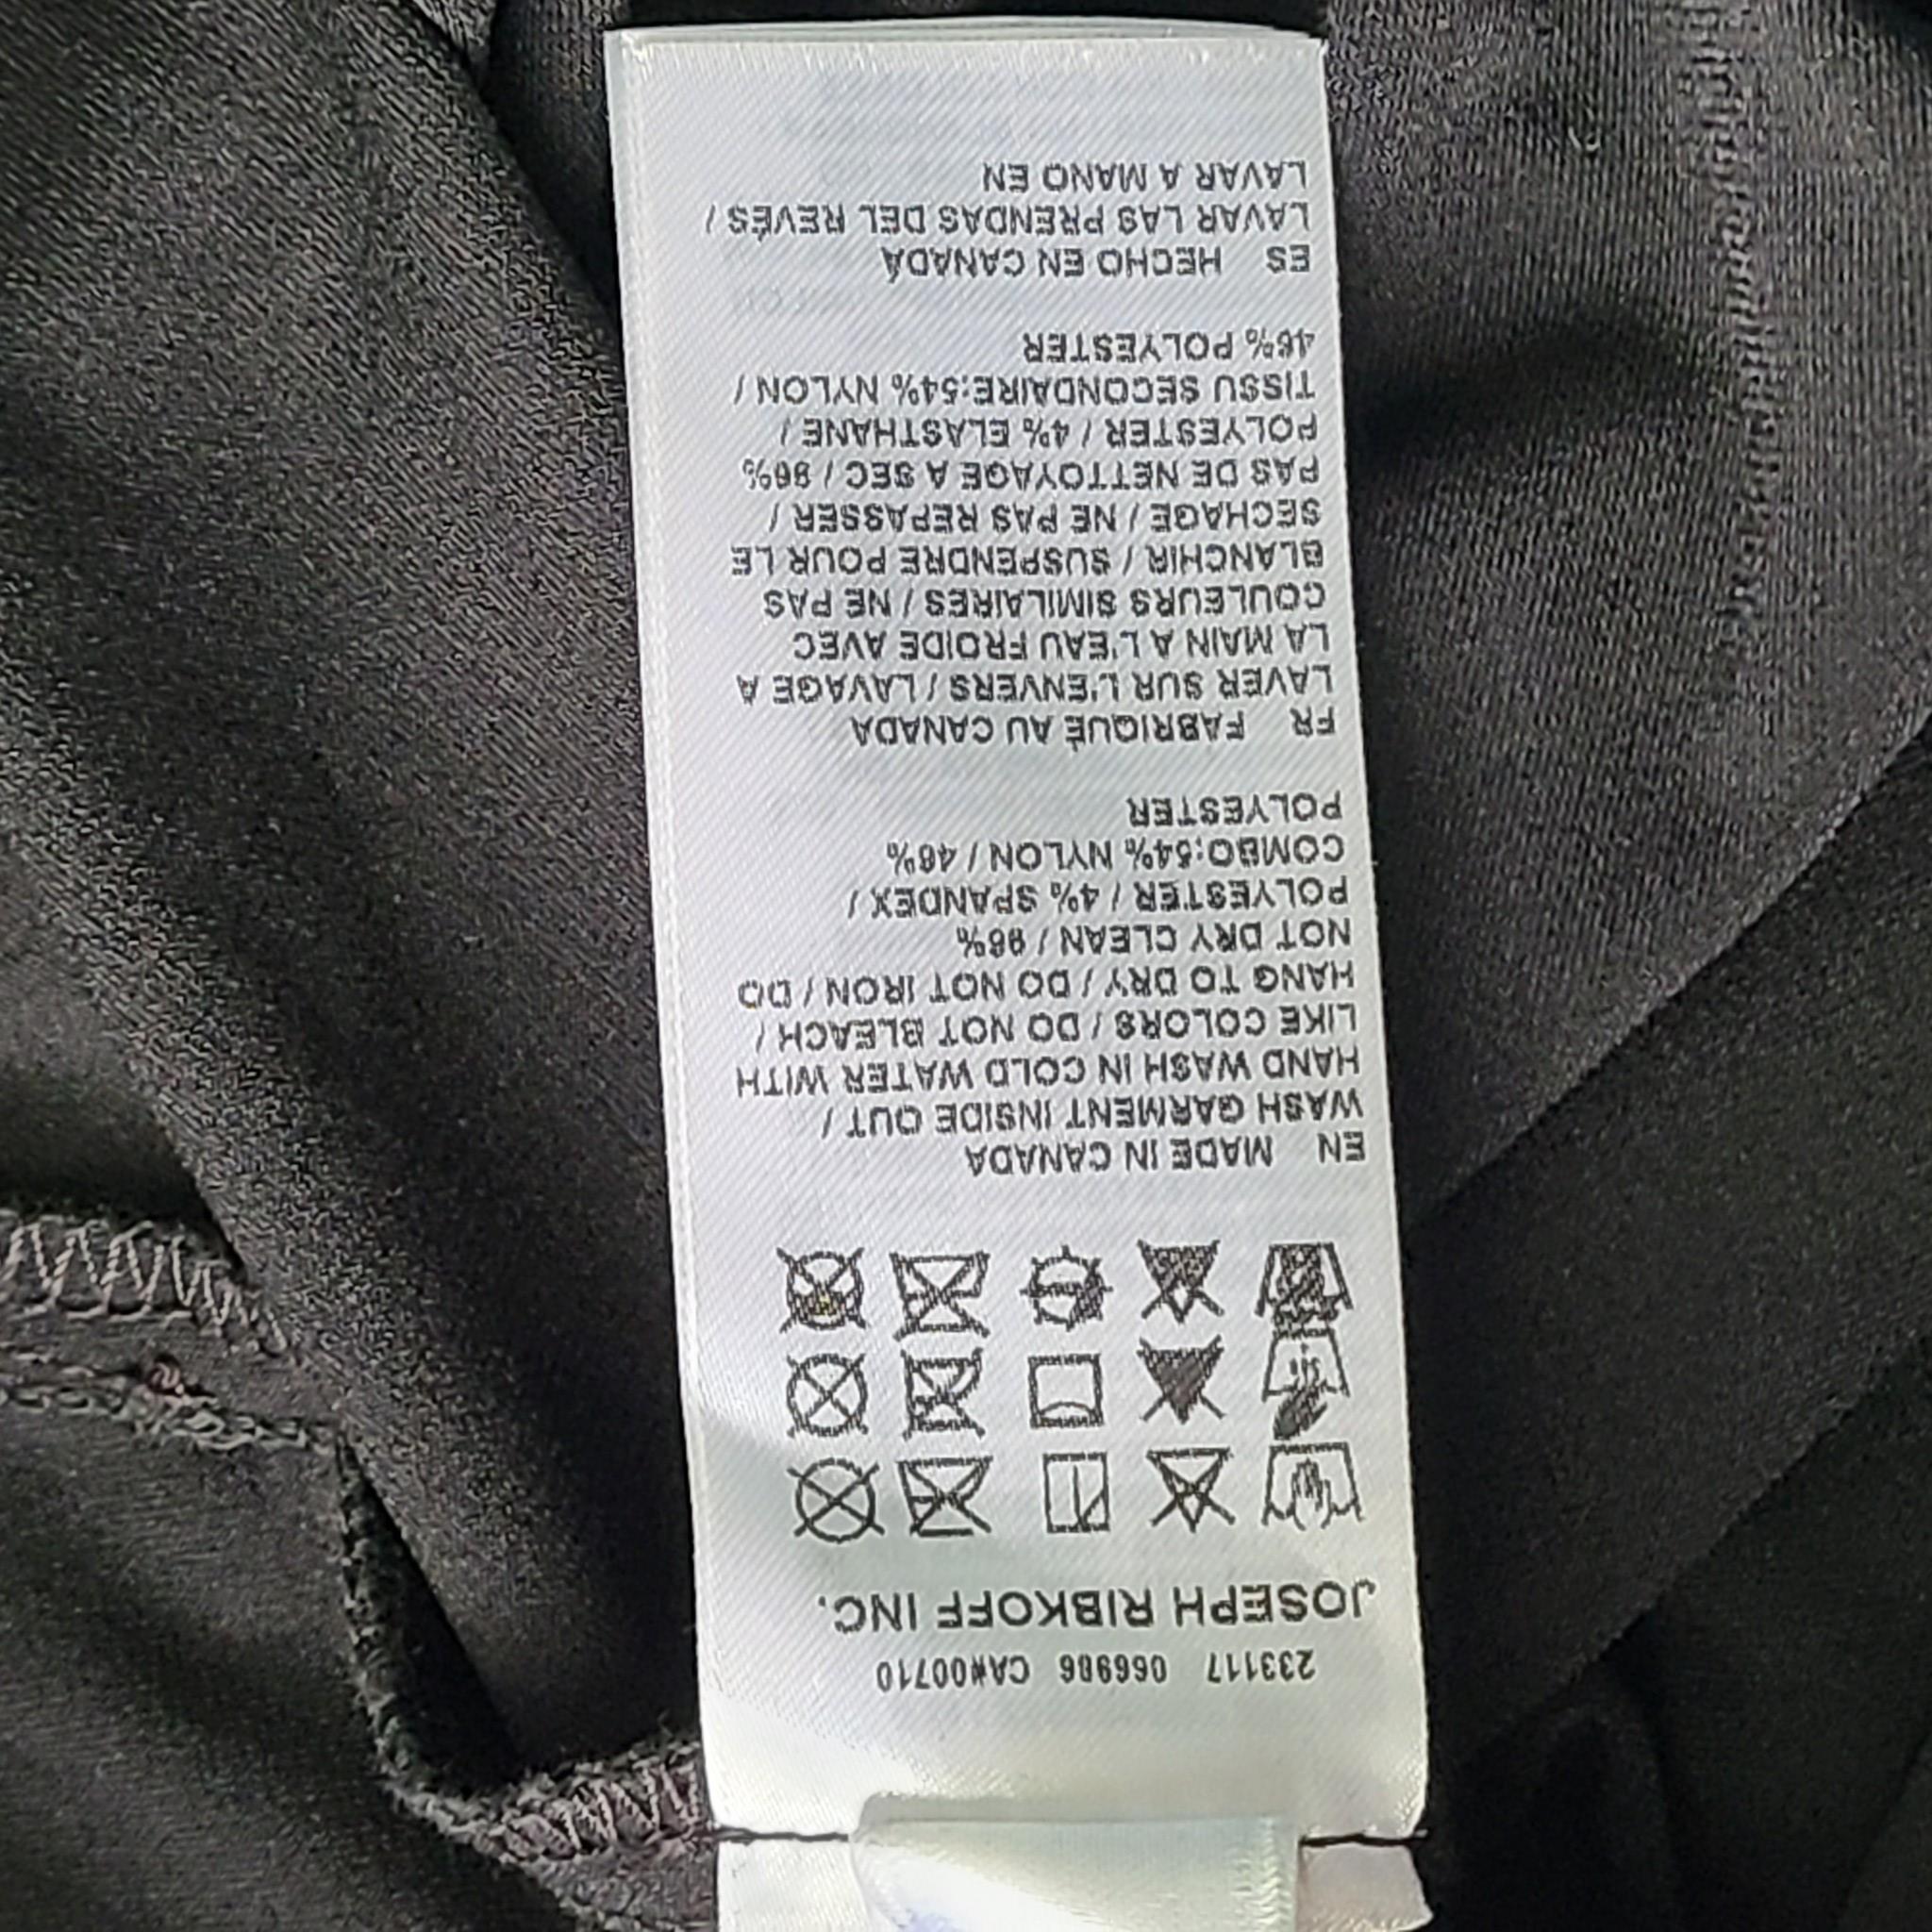 233117 066986 CA#00710
JOSEPH RIBKOFF INC.
EN MADE IN CANADA
WASH GARMENT INSIDE OUT /
HAND WASH IN COLD WATER WITH
LIKE COLORS / DO NOT BLEACH /
HANG TO DRY / DO NOT IRON / DO
NOT DRY CLEAN / 96%
POLYESTER / 4% SPANDEX /
COMBO:54% NYLON / 46%
POLYESTER
FR FABRIQUÉ AU CANADA
LAVER SUR L'ENVERS / LAVAGE A
LA MAIN A L'EAU FROIDE AVEC
COULEURS SIMILAIRES / NE PAS
BLANCHIR / SUSPENDRE POUR LE
SECHAGE / NE PAS REPASSER /
PAS DE NETTOYAGE A SEC / 96%
POLYESTER / 4% ELASTHANE /
TISSU SECONDAIRE:54% NYLON /
46% POLYESTER
ES HECHO EN CANADÁ
LAVAR LAS PRENDAS DEL REVÉS /
LAVAR A MANO EN